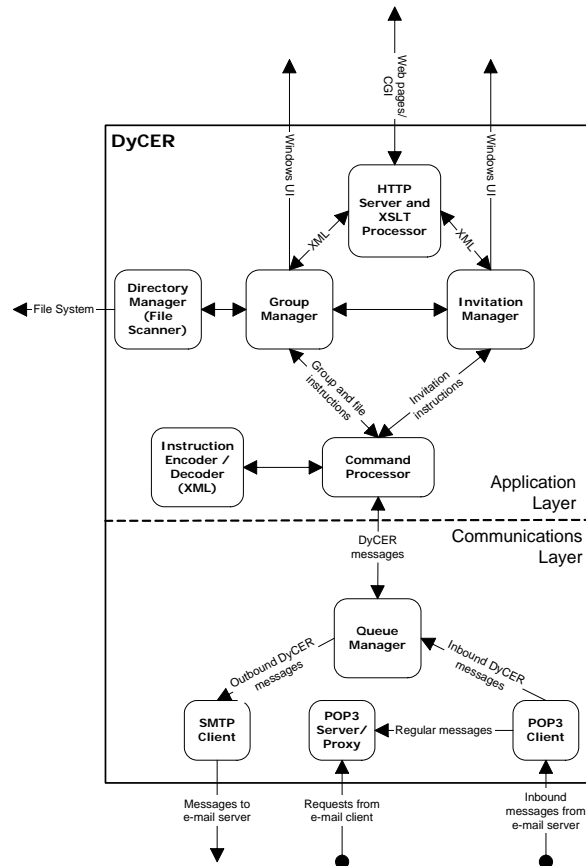 Web pages/
CGI
Windows UI
Windows UI
DyCER
HTTP
Server and
XSLT
Processor
XML
XML
File System
Directory
Manager
(File
Scanner)
Group
Manager
Invitation
Manager
Group and file
instructions
Invitation
instructions
Instruction
Encoder /
Decoder
(XML)
Command
Processor
Application
Layer
DyCER
messages
Communications
Layer
Queue
Manager
Outbound DyCER
messages
Inbound DyCER
messages
SMTP
Client
POP3
Server/
Proxy
Regular messages
POP3
Client
Messages to
e-mail server
Requests from
e-mail client
Inbound
messages from
e-mail server